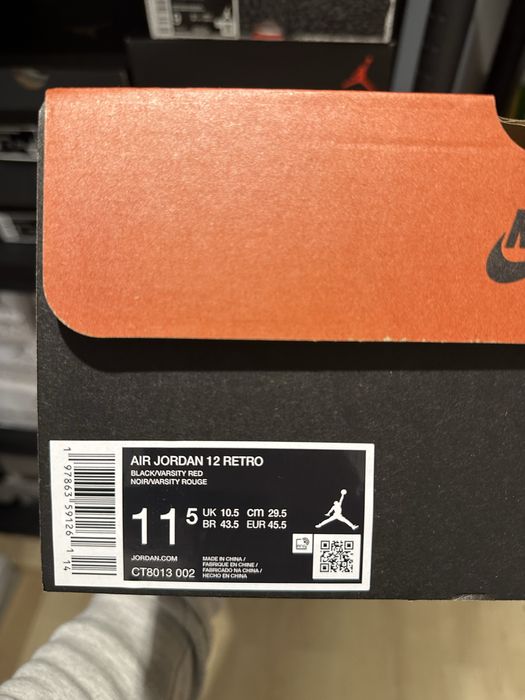 AIR JORDAN 12 RETRO
BLACK/VARSITY RED
NOIR/VARSITY ROUGE
11 5
UK 10.5 cm 29.5
BR 43.5 EUR 45.5
JORDAN.COM
CT8013 002
MADE IN CHINA /
FABRIQUE EN CHINE /
FABRICADO NA CHINA /
HECHO EN CHINA
1 97863 59126 1
14